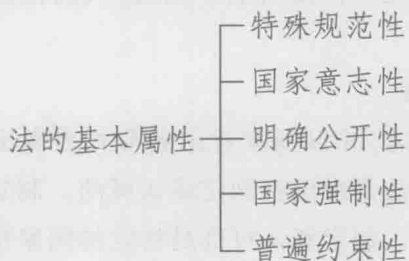 特殊规范性
国家意志性
法的基本属性
明确公开性
国家强制性
普遍约束性